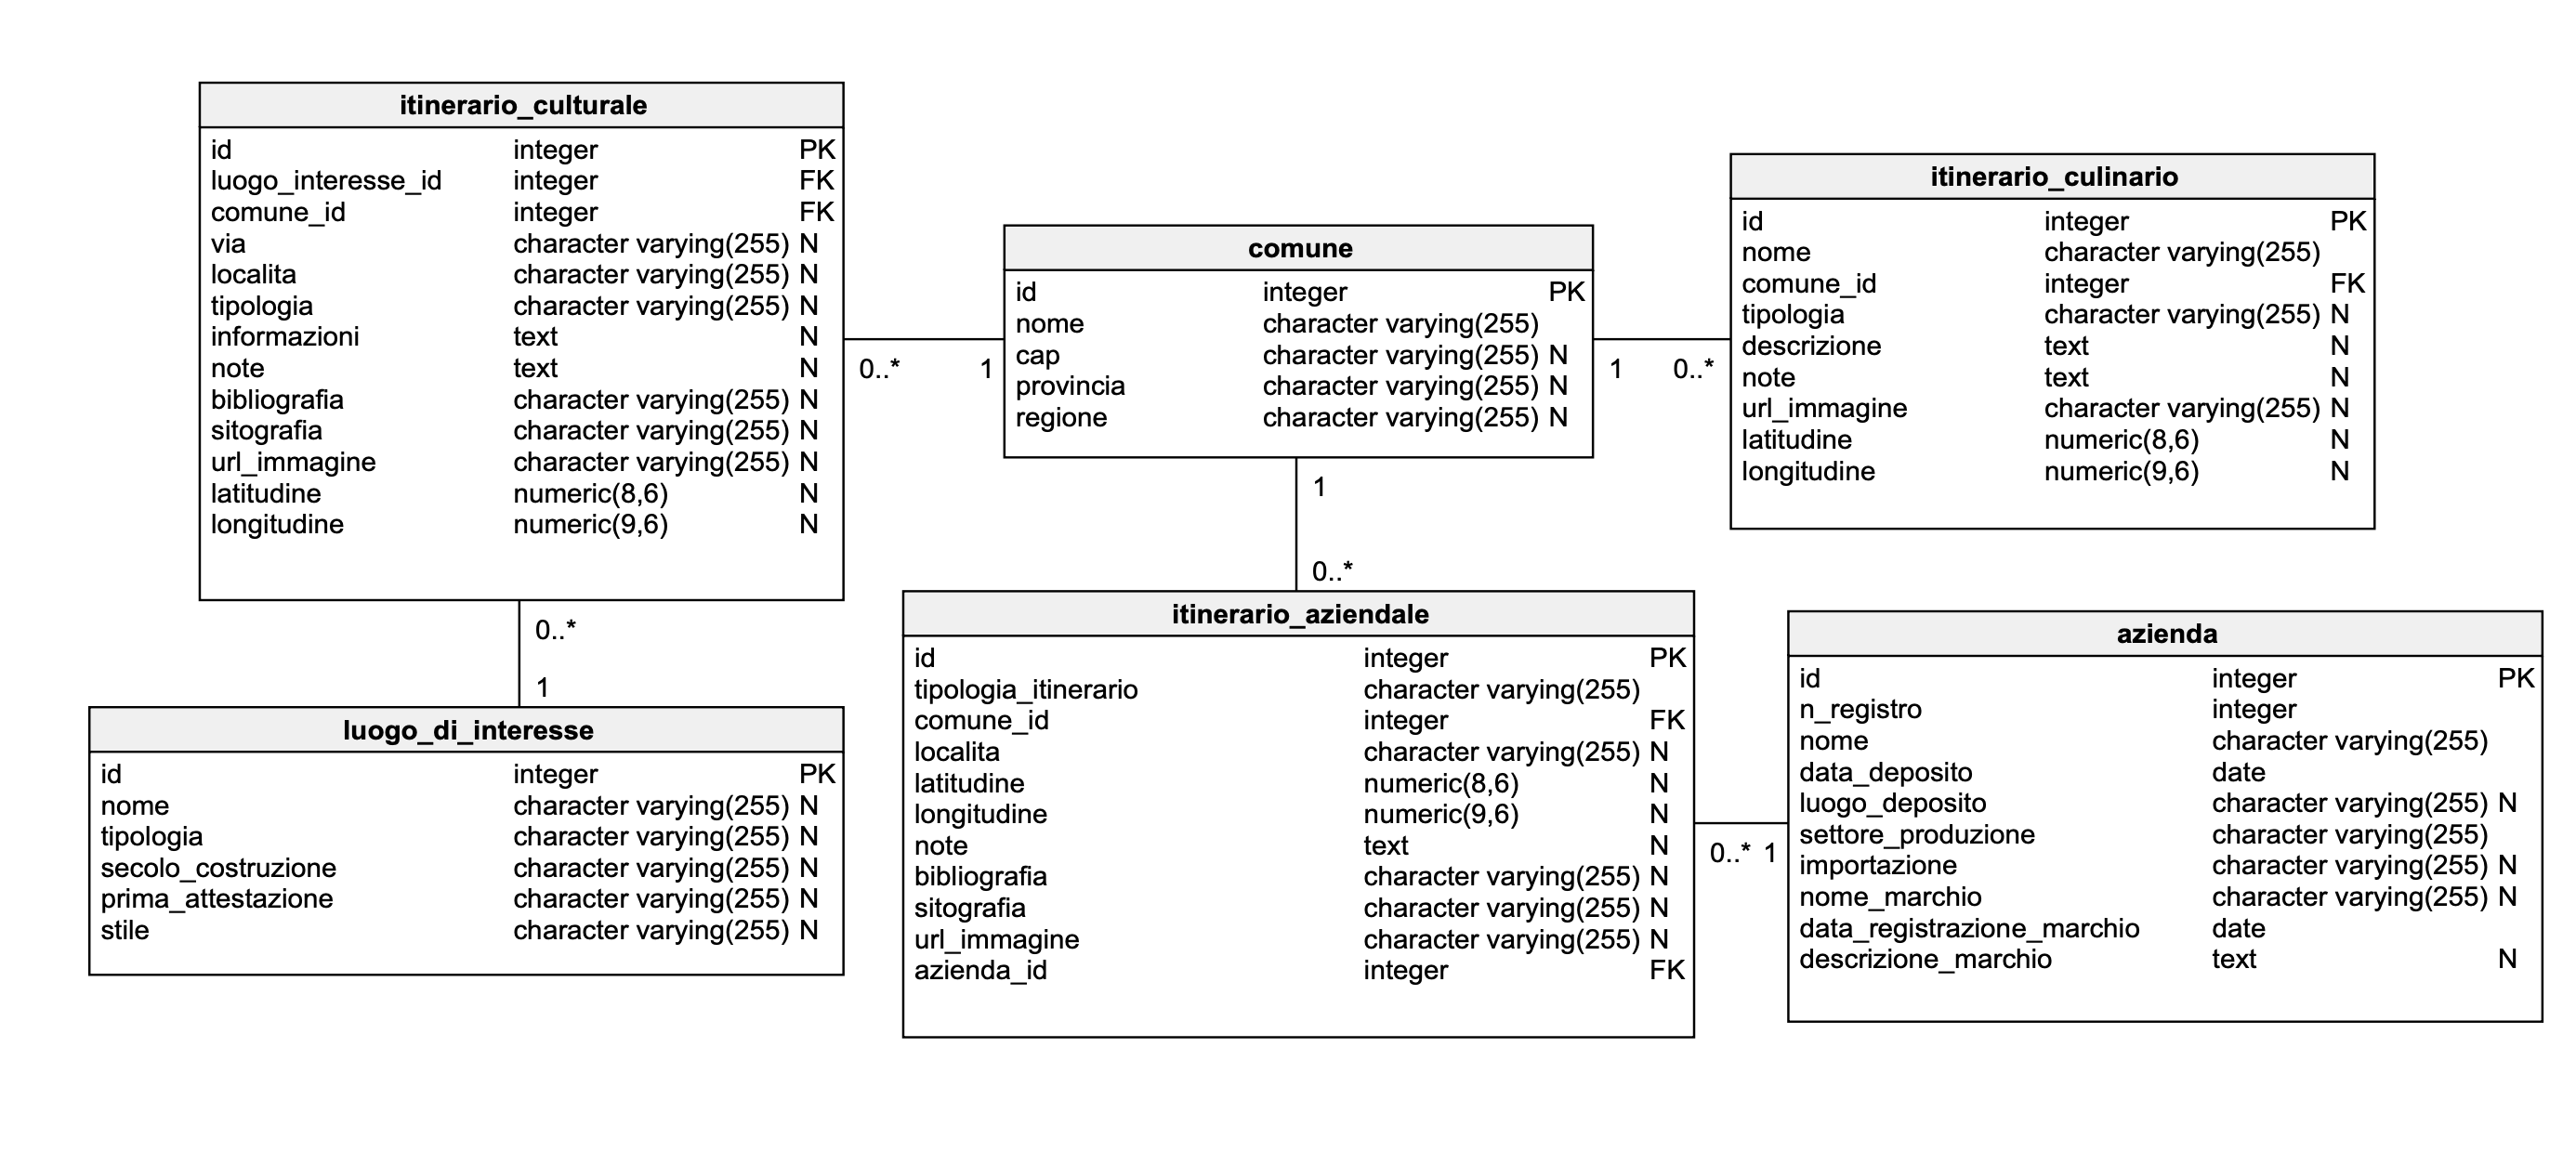 itinerario_culturale
id integer PK
luogo_interesse_id integer FK
comune_id integer FK
via character varying(255) N
localita character varying(255) N
tipologia character varying(255) N
informazioni text N
note text N
bibliografia character varying(255) N
sitografia character varying(255) N
url_immagine character varying(255) N
latitudine numeric(8,6) N
longitudine numeric(9,6) N
0..* 1
comune
id integer PK
nome character varying(255)
cap character varying(255) N
provincia character varying(255) N
regione character varying(255) N
1 0..*
itinerario_culinario
id integer PK
nome character varying(255)
comune_id integer FK
tipologia character varying(255) N
descrizione text N
note text N
url_immagine character varying(255) N
latitudine numeric(8,6) N
longitudine numeric(9,6) N
1
0..*
0..*
1
luogo_di_interesse
id integer PK
nome character varying(255) N
tipologia character varying(255) N
secolo_costruzione character varying(255) N
prima_attestazione character varying(255) N
stile character varying(255) N
itinerario_aziendale
id integer PK
tipologia_itinerario character varying(255)
comune_id integer FK
localita character varying(255) N
latitudine numeric(8,6) N
longitudine numeric(9,6) N
note text N
bibliografia character varying(255) N
sitografia character varying(255) N
url_immagine character varying(255) N
azienda_id integer FK
0..* 1
azienda
id integer PK
n_registro integer
nome character varying(255)
data_deposito date
luogo_deposito character varying(255) N
settore_produzione character varying(255)
importazione character varying(255) N
nome_marchio character varying(255) N
data_registrazione_marchio date
descrizione_marchio text N